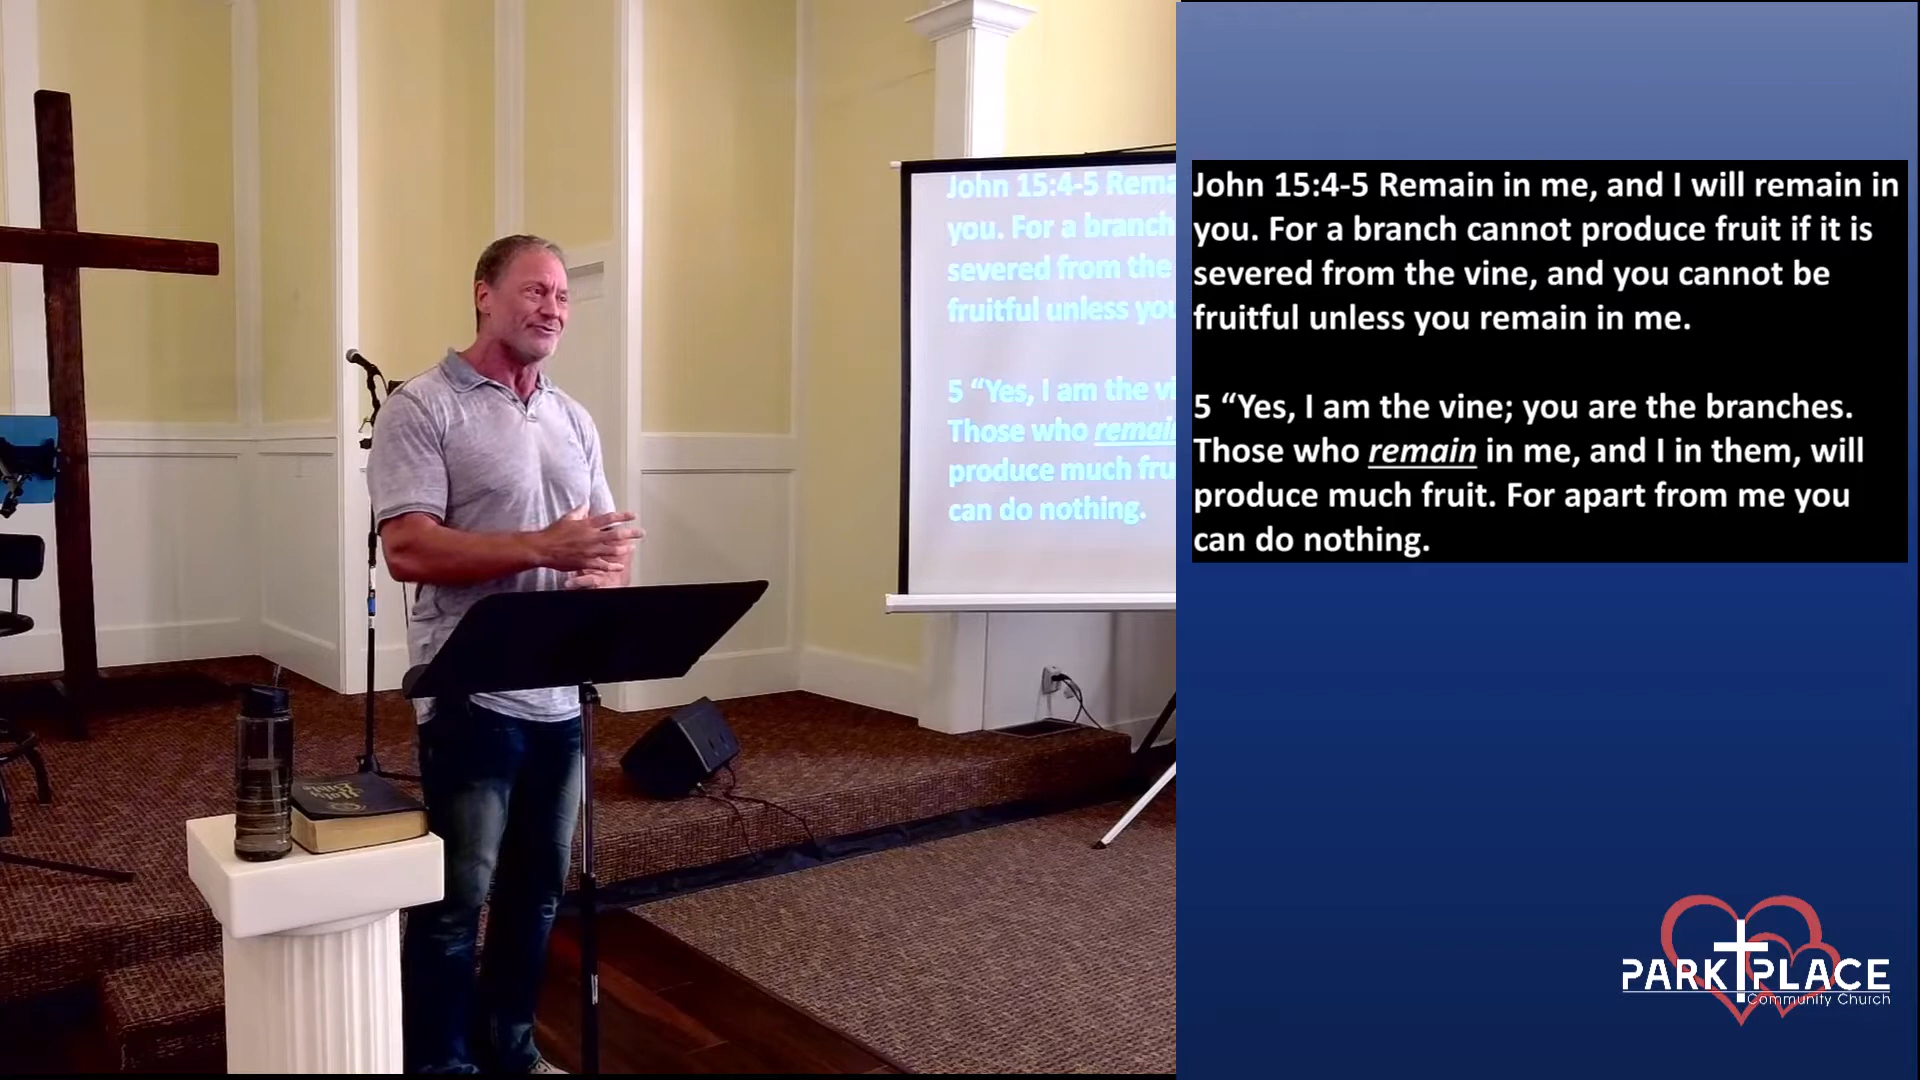 John 15:4-5 Rema
you. For a branch
severed from the
fruitful unless you
5 “Yes, I am the vi
Those who remain
produce much fru
can do nothing.
Holy
Bible
John 15:4-5 Remain in me, and I will remain in
you. For a branch cannot produce fruit if it is
severed from the vine, and you cannot be
fruitful unless you remain in me.
5 “Yes, I am the vine; you are the branches.
Those who remain in me, and I in them, will
produce much fruit. For apart from me you
can do nothing.
PARK PLACE
Community Church